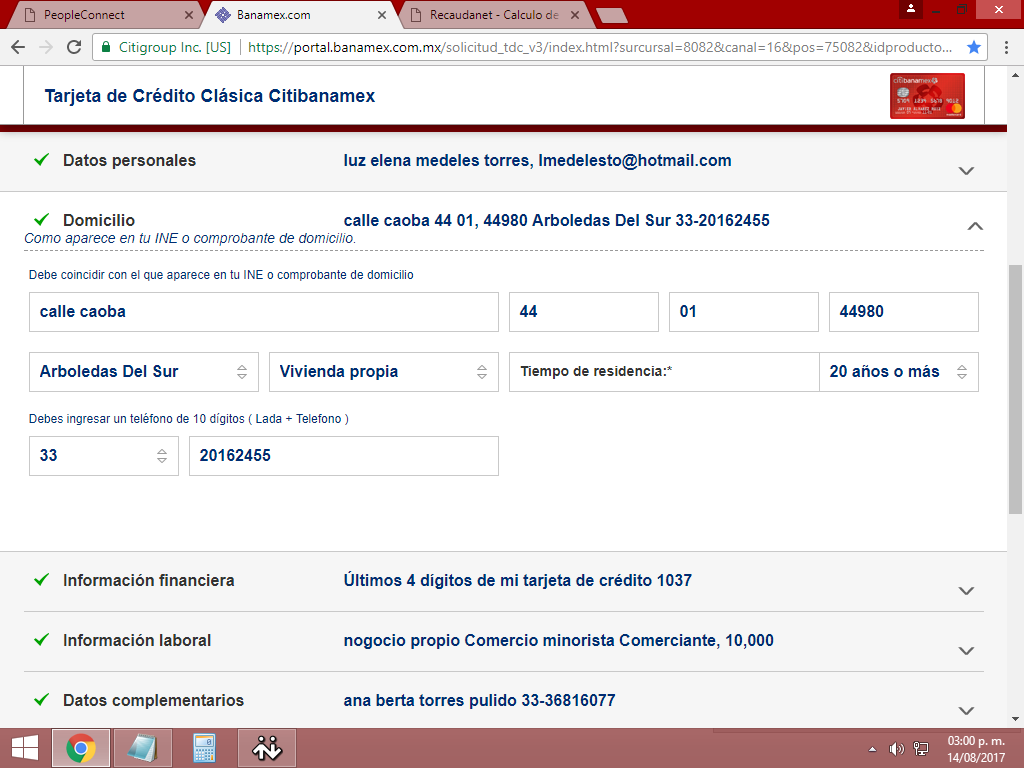 PeopleConnect
Banamex.com
Recaudanet - Calculo de
Citigroup Inc. [US]
https://portal.banamex.com.mx/solicitud_tdc_v3/index.html?surcursal=8082&canal=16&pos=75082&idproducto...
Tarjeta de Crédito Clásica Citibanamex
citibanamex
Datos personales luz elena medeles torres, lmedelesto@hotmail.com
Domicilio calle caoba 44 01, 44980 Arboledas Del Sur 33-20162455
Como aparece en tu INE o comprobante de domicilio.
Debe coincidir con el que aparece en tu INE o comprobante de domicilio
calle caoba 44 01 44980
Arboledas Del Sur Vivienda propia Tiempo de residencia:* 20 años o más
Debes ingresar un teléfono de 10 dígitos ( Lada + Telefono )
33 20162455
Información financiera Últimos 4 dígitos de mi tarjeta de crédito 1037
Información laboral nogocio propio Comercio minorista Comerciante, 10,000
Datos complementarios ana berta torres pulido 33-36816077
03:00 p. m.
14/08/2017